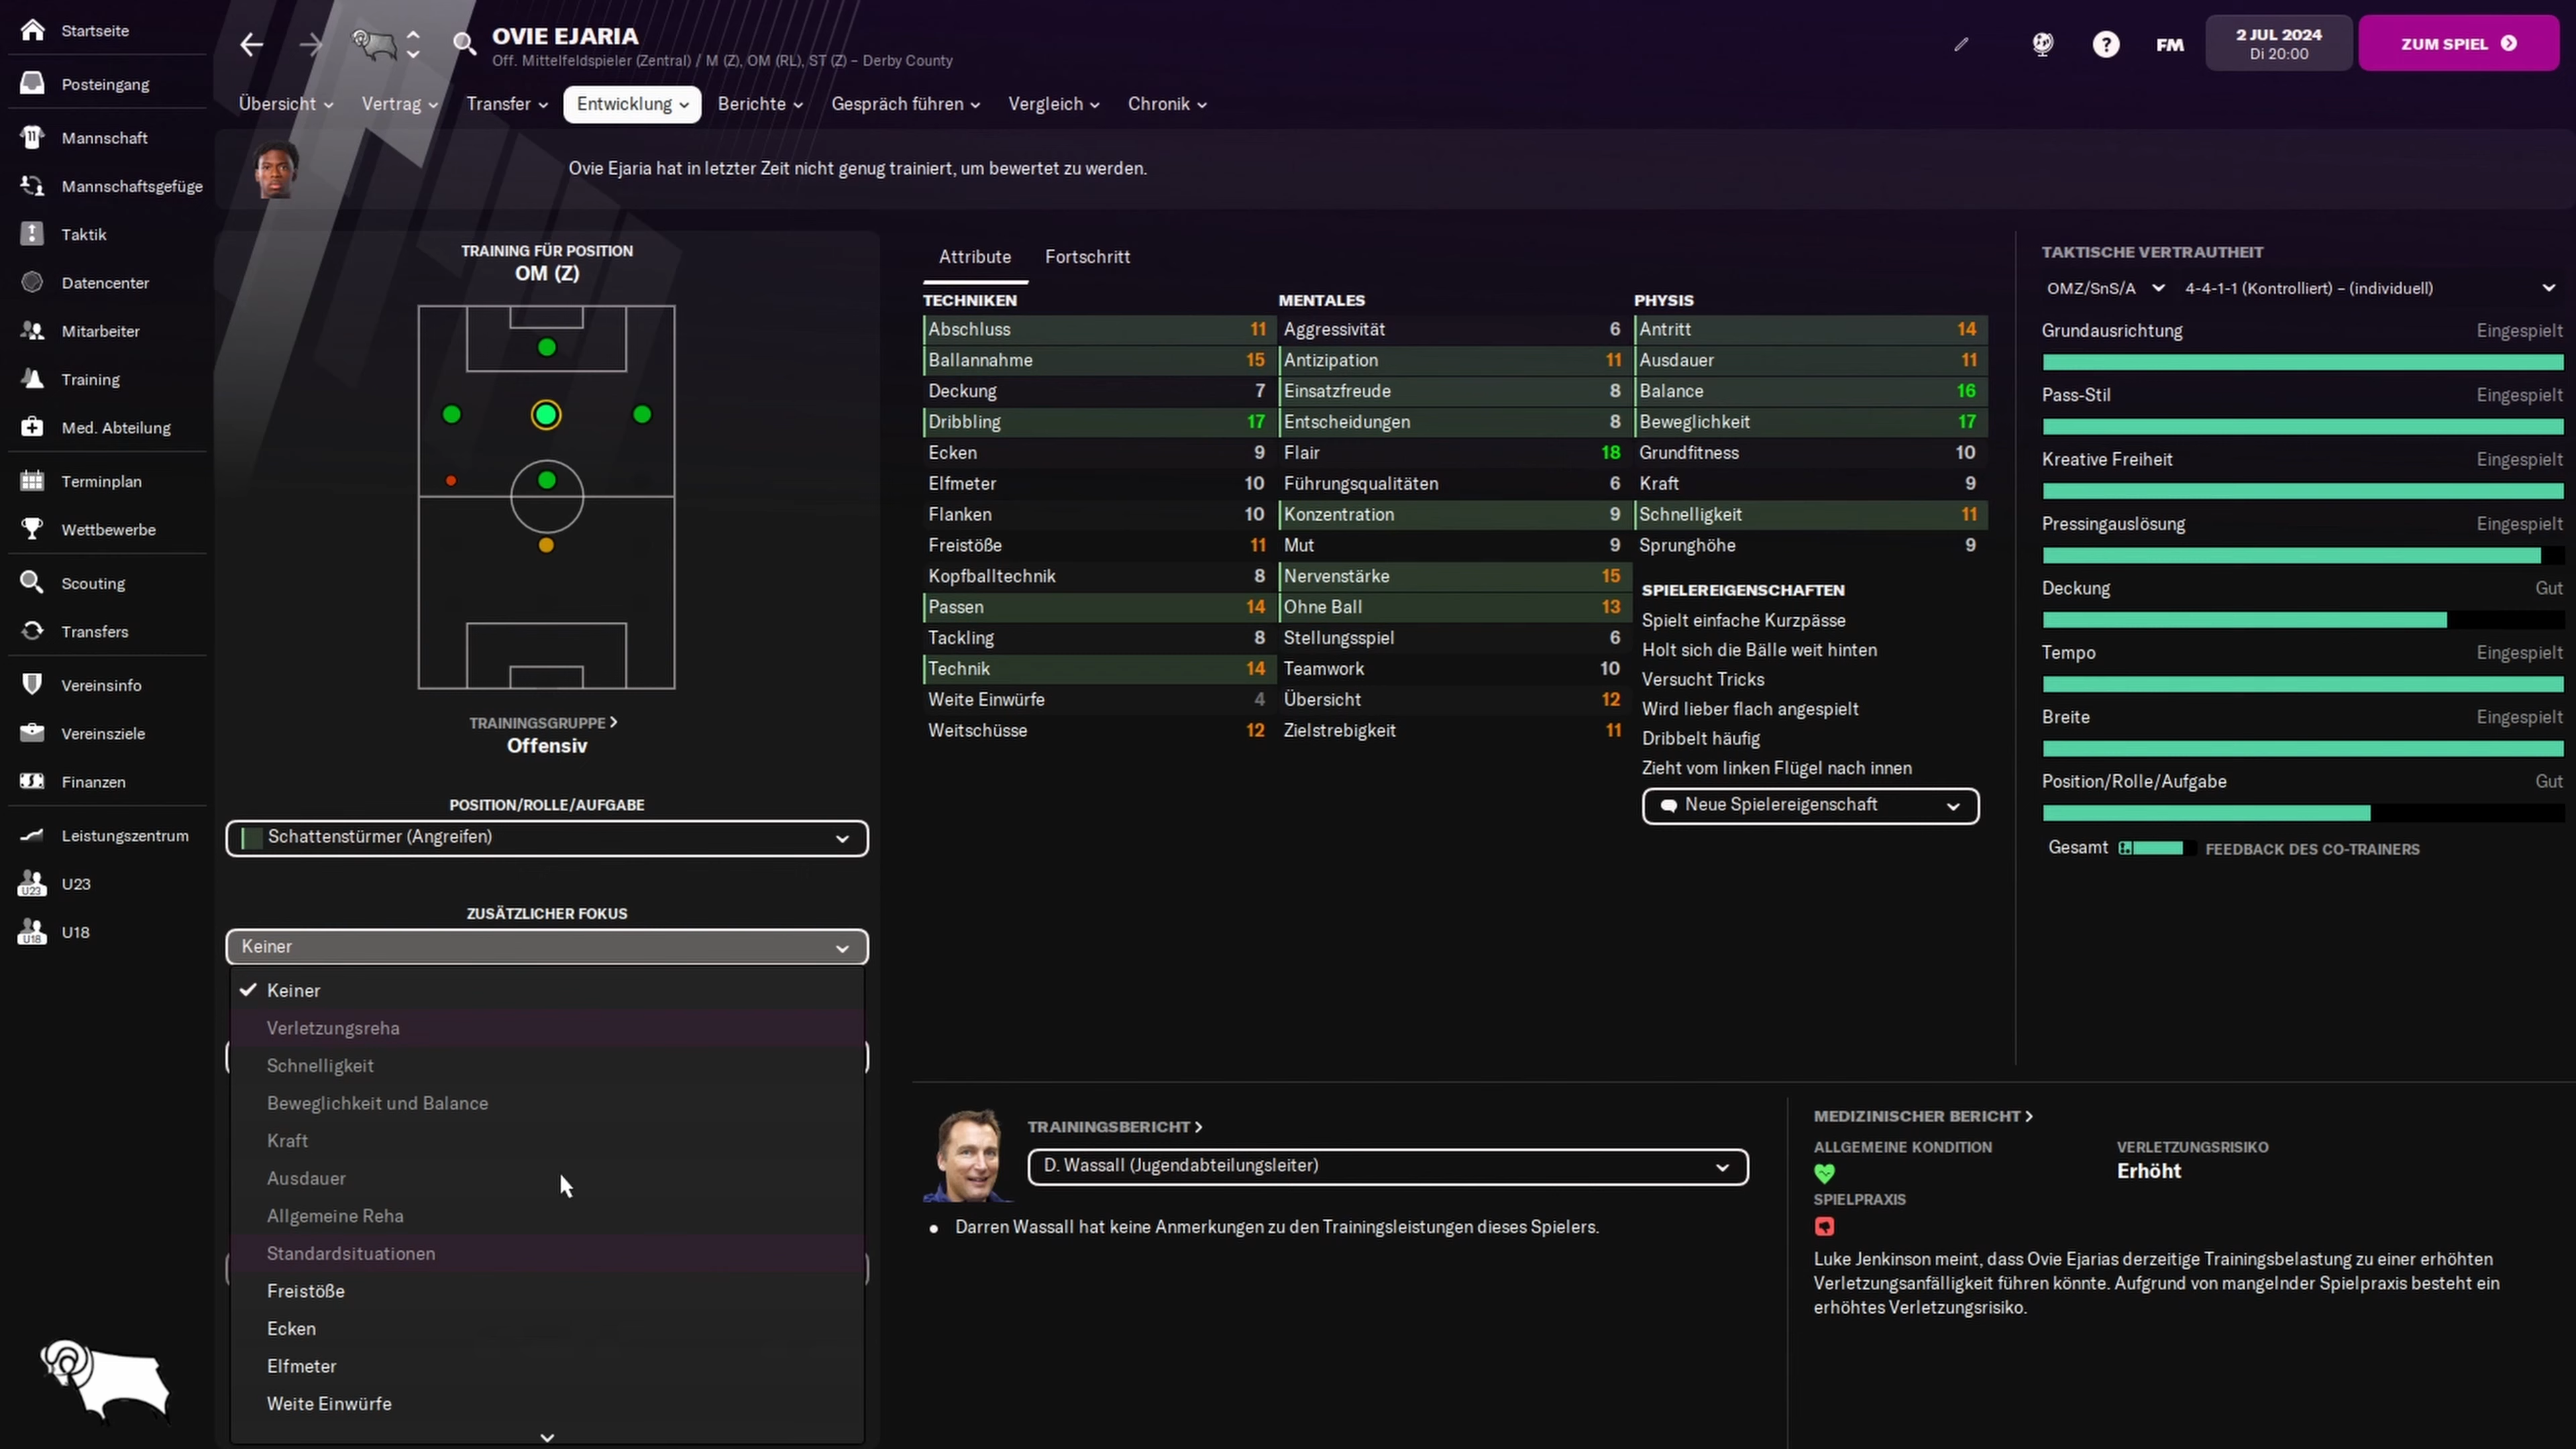 Startseite
Posteingang
Mannschaft
Mannschaftsgefüge
Taktik
Datencenter
Mitarbeiter
Training
Med. Abteilung
Terminplan
Wettbewerbe
Scouting
Transfers
Vereinsinfo
Vereinsziele
Finanzen
Leistungszentrum
U23
U23
U18
U18
OVIE EJARIA
Off. Mittelfeldspieler (Zentral) / M (Z), OM (RL), ST (Z) – Derby County
?
FM
2 JUL 2024
Di 20:00
ZUM SPIEL
Übersicht
Vertrag
Transfer
Entwicklung
Berichte
Gespräch führen
Vergleich
Chronik
Ovie Ejaria hat in letzter Zeit nicht genug trainiert, um bewertet zu werden.
TRAINING FÜR POSITION
OM (Z)
TRAININGSGRUPPE
Offensiv
POSITION/ROLLE/AUFGABE
Schattenstürmer (Angreifen)
ZUSÄTZLICHER FOKUS
Keiner
Keiner
Verletzungsreha
Schnelligkeit
Beweglichkeit und Balance
Kraft
Ausdauer
Allgemeine Reha
Standardsituationen
Freistöße
Ecken
Elfmeter
Weite Einwürfe
Attribute
Fortschritt
TECHNIKEN
Abschluss 11
Ballannahme 15
Deckung 7
Dribbling 17
Ecken 9
Elfmeter 10
Flanken 10
Freistöße 11
Kopfballtechnik 8
Passen 14
Tackling 8
Technik 14
Weite Einwürfe 4
Weitschüsse 12
MENTALES
Aggressivität 6
Antizipation 11
Einsatzfreude 8
Entscheidungen 8
Flair 18
Führungsqualitäten 6
Konzentration 9
Mut 9
Nervenstärke 15
Ohne Ball 13
Stellungsspiel 6
Teamwork 10
Übersicht 12
Zielstrebigkeit 11
PHYSIS
Antritt 14
Ausdauer 11
Balance 16
Beweglichkeit 17
Grundfitness 10
Kraft 9
Schnelligkeit 11
Sprunghöhe 9
SPIELEREIGENSCHAFTEN
Spielt einfache Kurzpässe
Holt sich die Bälle weit hinten
Versucht Tricks
Wird lieber flach angespielt
Dribbelt häufig
Zieht vom linken Flügel nach innen
Neue Spielereigenschaft
TAKTISCHE VERTRAUTHEIT
OMZ/SnS/A
4-4-1-1 (Kontrolliert) – (individuell)
Grundausrichtung Eingespielt
Pass-Stil Eingespielt
Kreative Freiheit Eingespielt
Pressingauslösung Eingespielt
Deckung Gut
Tempo Eingespielt
Breite Eingespielt
Position/Rolle/Aufgabe Gut
Gesamt
FEEDBACK DES CO-TRAINERS
TRAININGSBERICHT
D. Wassall (Jugendabteilungsleiter)
Darren Wassall hat keine Anmerkungen zu den Trainingsleistungen dieses Spielers.
MEDIZINISCHER BERICHT
ALLGEMEINE KONDITION
VERLETZUNGSRISIKO
Erhöht
SPIELPRAXIS
Luke Jenkinson meint, dass Ovie Ejarias derzeitige Trainingsbelastung zu einer erhöhten
Verletzungsanfälligkeit führen könnte. Aufgrund von mangelnder Spielpraxis besteht ein
erhöhtes Verletzungsrisiko.